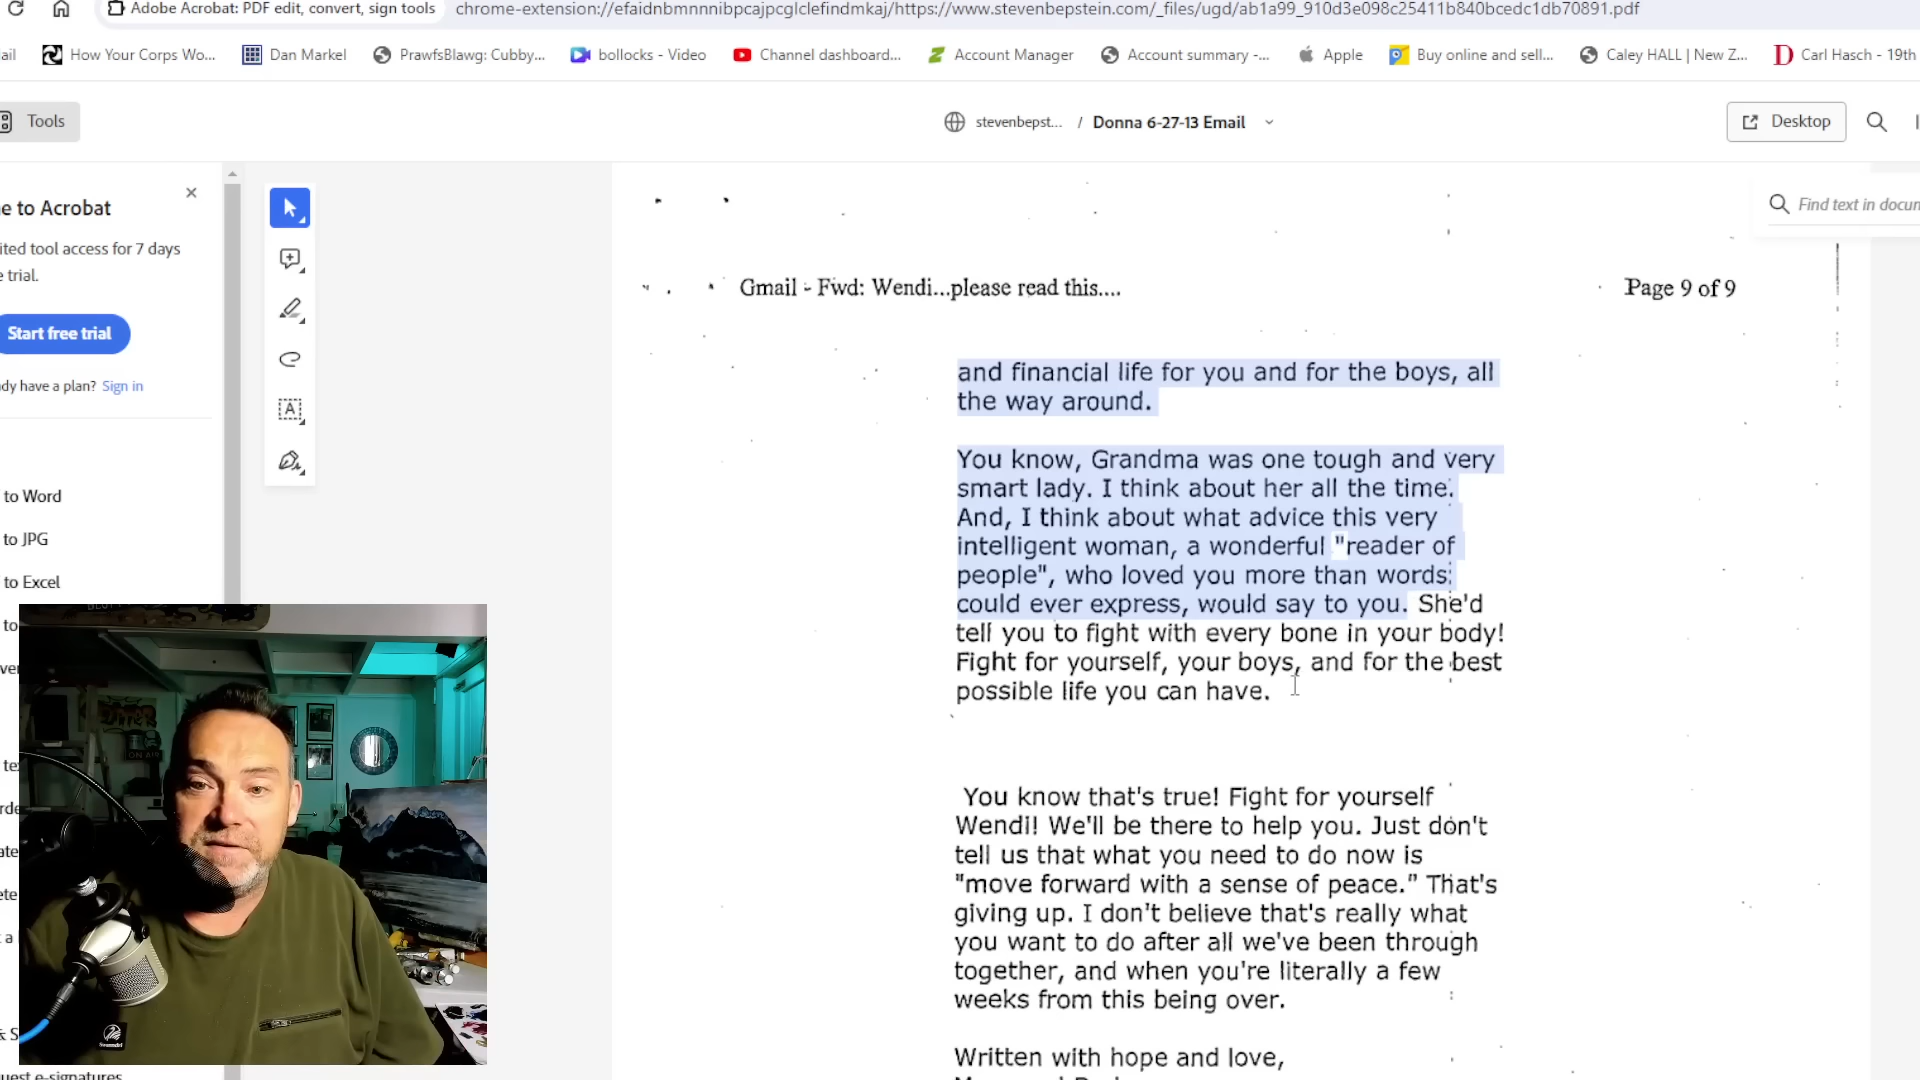 Adobe Acrobat: PDF edit, convert, sign tools
chrome-extension://efaidnbmnnnibpcajpcglclefindmkaj/https://www.stevenbepstein.com/_files/ugd/ab1a99_910d3e098c25411b840bcedc1db70891.pdf
ail
How Your Corps Wo...
Dan Markel
PrawfsBlawg: Cubby...
bollocks - Video
Channel dashboard...
Account Manager
Account summary -...
Apple
Buy online and sell...
Caley HALL | New Z...
Carl Hasch - 19th
Tools
stevenbepst... / Donna 6-27-13 Email
Desktop
Find text in docum
e to Acrobat
ited tool access for 7 days
e trial.
Start free trial
dy have a plan? Sign in
to Word
to JPG
to Excel
Gmail - Fwd: Wendi...please read this....
Page 9 of 9
and financial life for you and for the boys, all
the way around.
You know, Grandma was one tough and very
smart lady. I think about her all the time.
And, I think about what advice this very
intelligent woman, a wonderful "reader of
people", who loved you more than words
could ever express, would say to you. She'd
tell you to fight with every bone in your body!
Fight for yourself, your boys, and for the best
possible life you can have.
You know that's true! Fight for yourself
Wendi! We'll be there to help you. Just don't
tell us that what you need to do now is
"move forward with a sense of peace." That's
giving up. I don't believe that's really what
you want to do after all we've been through
together, and when you're literally a few
weeks from this being over.
Written with hope and love,
ON AIR
Swanndri
quest e-signatures